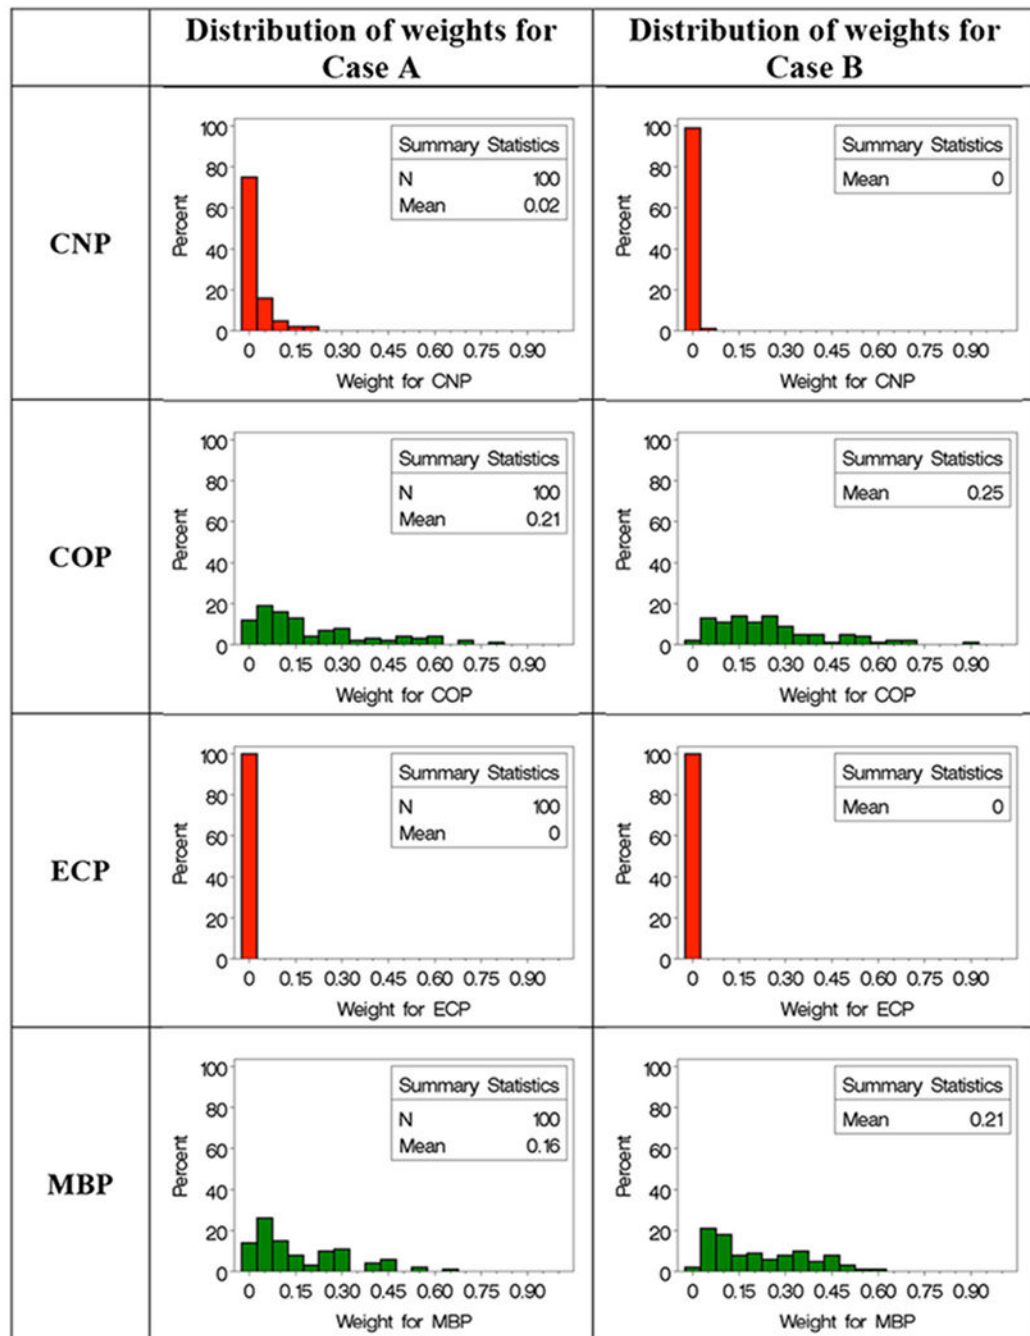 Distribution of weights for
Case A
Distribution of weights for
Case B
CNP
100
80
60
40
20
0
Percent
Summary Statistics
N 100
Mean 0.02
0 0.15 0.30 0.45 0.60 0.75 0.90
Weight for CNP
100
80
60
40
20
0
Percent
Summary Statistics
Mean 0
0 0.15 0.30 0.45 0.60 0.75 0.90
Weight for CNP
COP
100
80
60
40
20
0
Percent
Summary Statistics
N 100
Mean 0.21
0 0.15 0.30 0.45 0.60 0.75 0.90
Weight for COP
100
80
60
40
20
0
Percent
Summary Statistics
Mean 0.25
0 0.15 0.30 0.45 0.60 0.75 0.90
Weight for COP
ECP
100
80
60
40
20
0
Percent
Summary Statistics
N 100
Mean 0
0 0.15 0.30 0.45 0.60 0.75 0.90
Weight for ECP
100
80
60
40
20
0
Percent
Summary Statistics
Mean 0
0 0.15 0.30 0.45 0.60 0.75 0.90
Weight for ECP
MBP
100
80
60
40
20
0
Percent
Summary Statistics
N 100
Mean 0.16
0 0.15 0.30 0.45 0.60 0.75 0.90
Weight for MBP
100
80
60
40
20
0
Percent
Summary Statistics
Mean 0.21
0 0.15 0.30 0.45 0.60 0.75 0.90
Weight for MBP